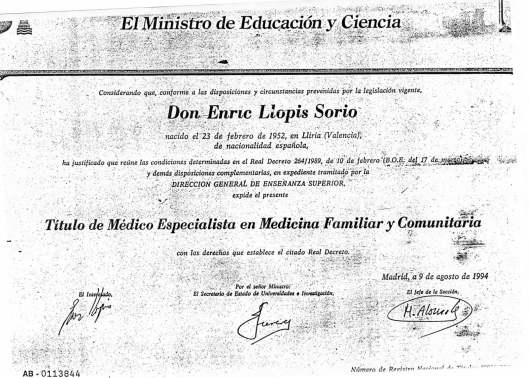 El Ministro de Educación y Ciencia
Considerando que, conforme a las disposiciones y circunstancias prevenidas por la legislación vigente,
Don Enric Llopis Sorio
nacido el 23 de febrero de 1952, en Lliria (Valencia),
de nacionalidad española,
ha justificado que reúne las condiciones determinadas en el Real Decreto 264/1989, de 10 de febrero (B.O.E. del 17 de
y demás disposiciones complementarias, en expediente tramitado por la
DIRECCION GENERAL DE ENSEÑANZA SUPERIOR,
expide el presente
Título de Médico Especialista en Medicina Familiar y Comunitaria
con los derechos que establece el citado Real Decreto.
Madrid, a 9 de agosto de 1994
El Interesado,
Por el señor Ministro:
El Secretario de Estado de Universidades e Investigación,
El Jefe de la Sección,
M. Alonso
AB - 0113844
Número de Registro Nacional de Títulos